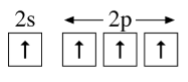 2s 2p
↑ ↑ ↑ ↑